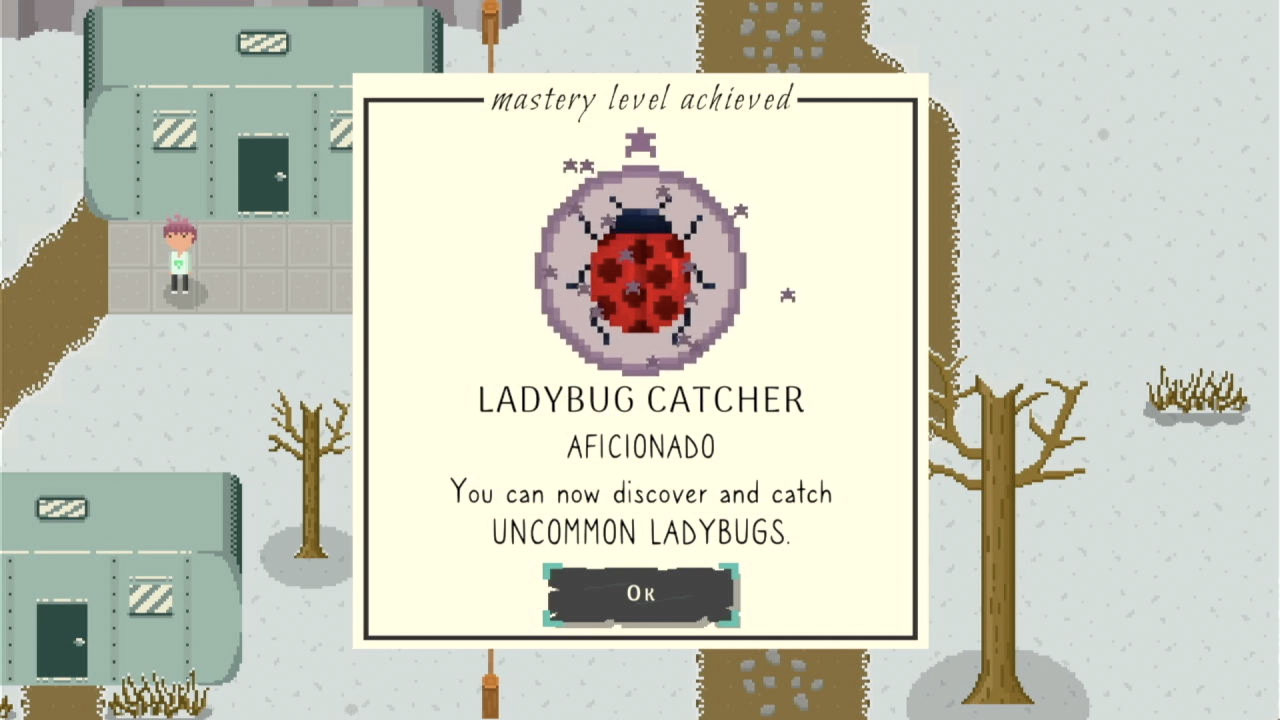 mastery level achieved
LADYBUG CATCHER
AFICIONADO
You can now discover and catch
UNCOMMON LADYBUGS.
Ok